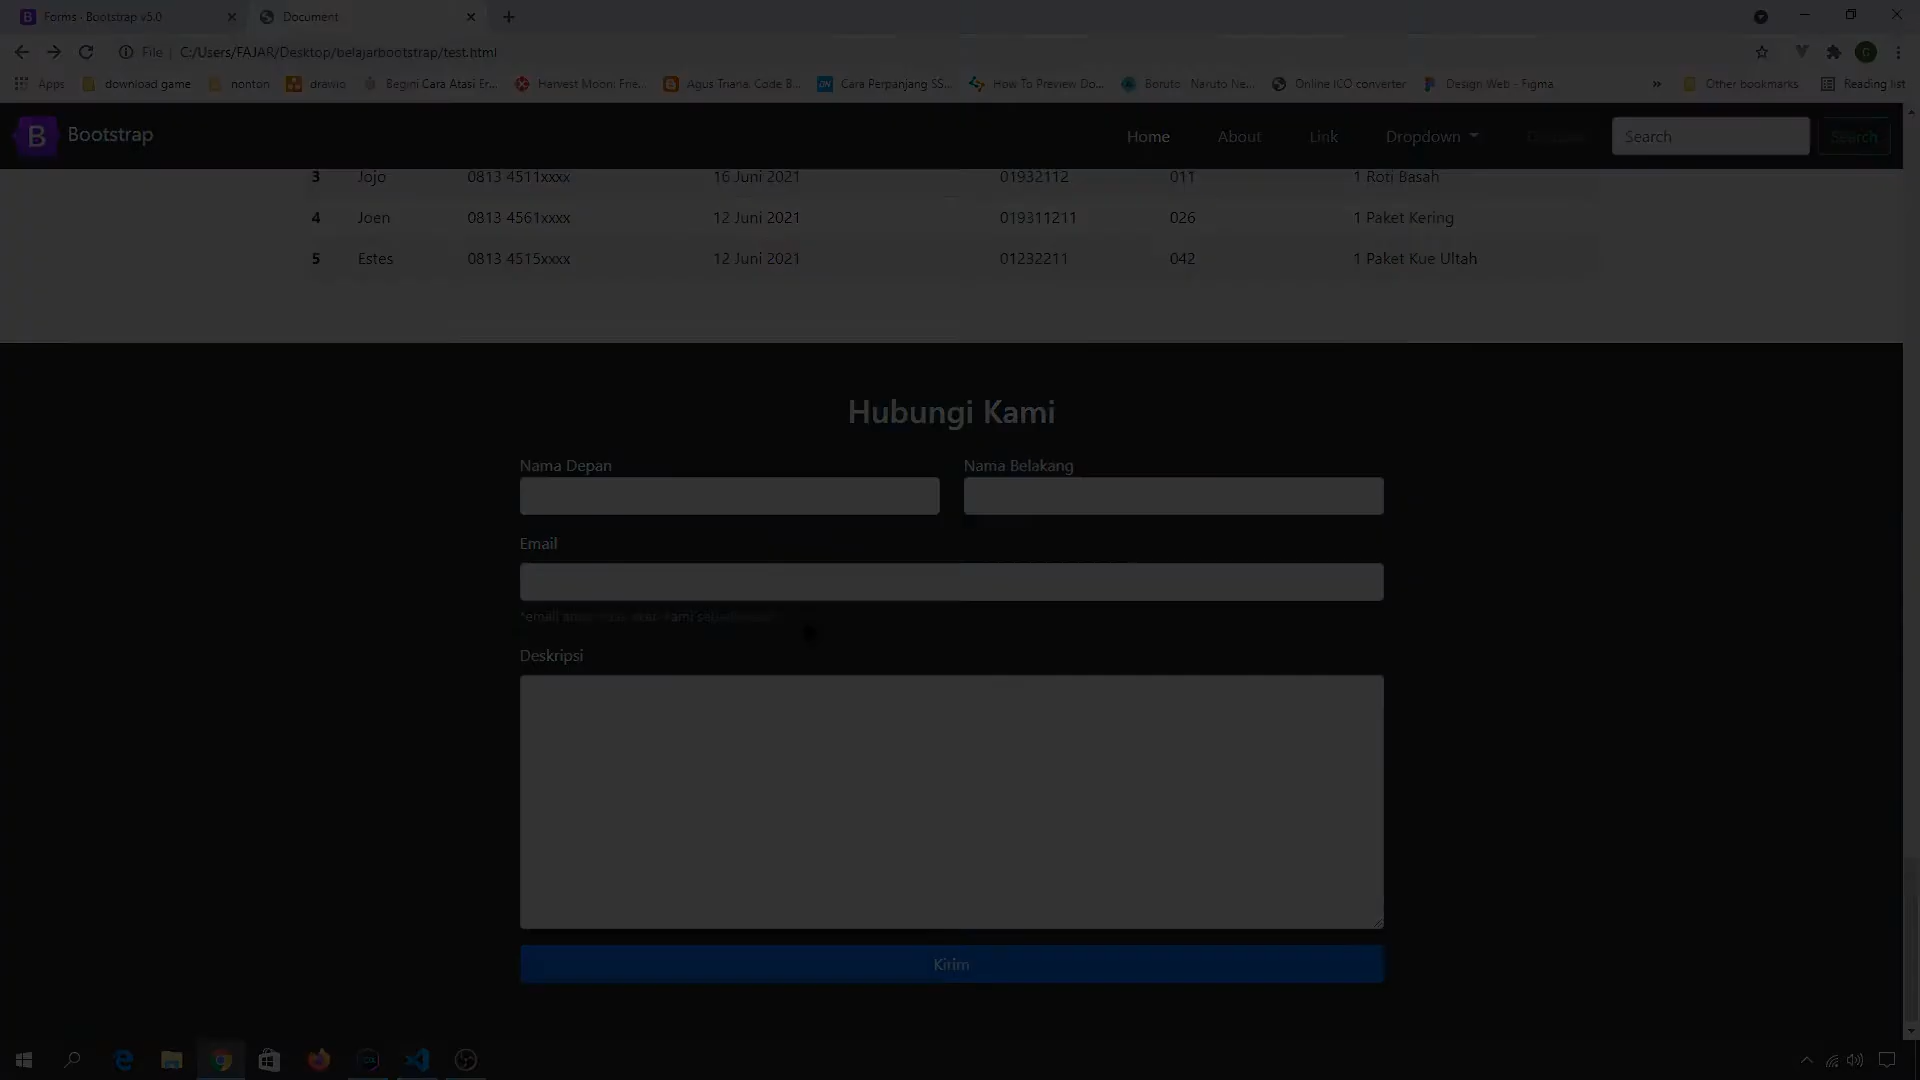 Forms · Bootstrap v5.0
Document
File
C:/Users/FAJAR/Desktop/belajarbootstrap/test.html
Apps
download game
nonton
drawio
Begini Cara Atasi Er...
Harvest Moon: Frie...
Agus Triana: Code B...
Cara Perpanjang SS...
How To Preview Do...
Boruto Naruto Ne...
Online ICO converter
Design Web - Figma
»
Other bookmarks
Reading list
Bootstrap
Home
About
Link
Dropdown
Search
Search
3 Jojo 0813 4511xxxx 16 Juni 2021 01932112 011 1 Roti Basah
4 Joen 0813 4561xxxx 12 Juni 2021 019311211 026 1 Paket Kering
5 Estes 0813 4515xxxx 12 Juni 2021 01232211 042 1 Paket Kue Ultah
Hubungi Kami
Nama Depan
Nama Belakang
Email
*email kami
Deskripsi
Kirim